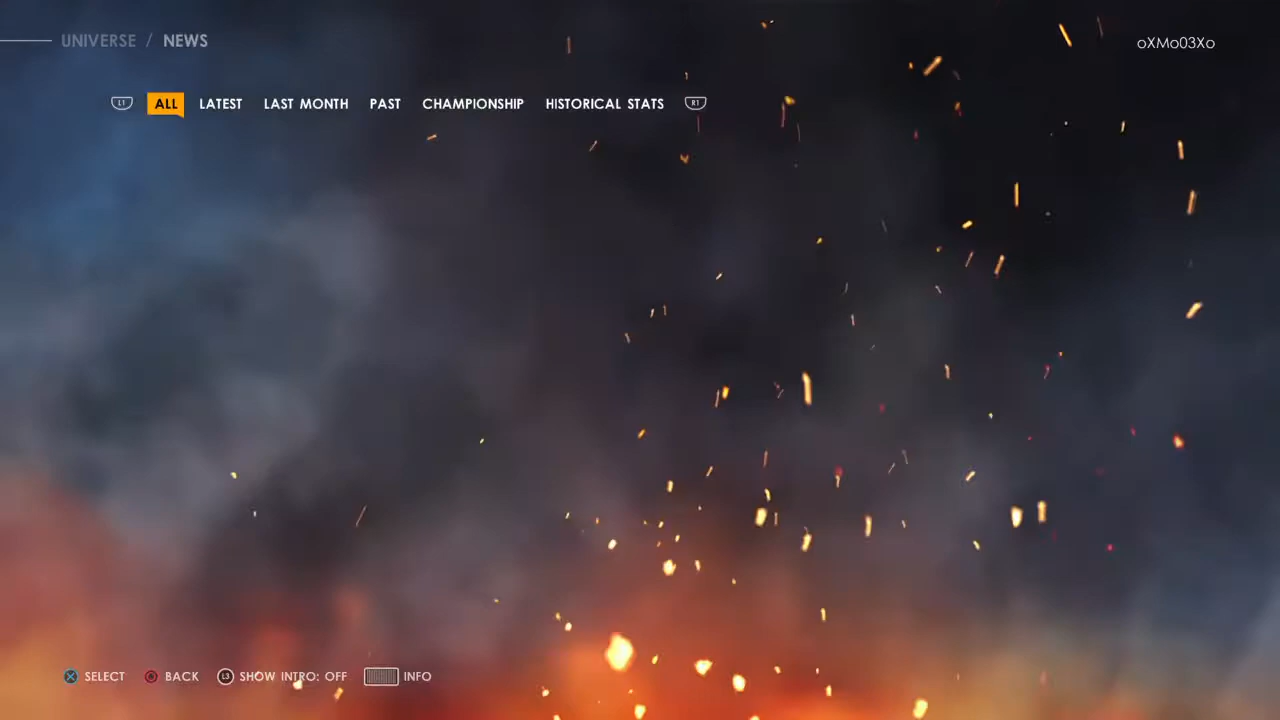 UNIVERSE / NEWS
oXMo03Xo
L1 ALL LATEST LAST MONTH PAST CHAMPIONSHIP HISTORICAL STATS R1
SELECT BACK L3 SHOW INTRO: OFF INFO